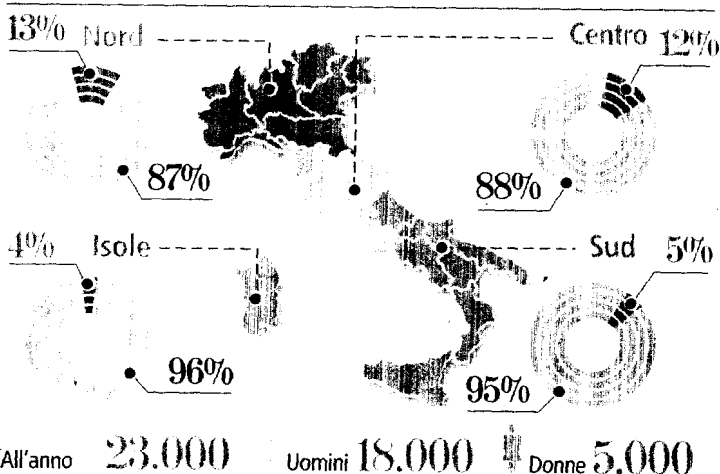 13% Nord
Centro 12%
87%
88%
4% Isole
Sud 5%
96%
95%
All'anno 23.000 Uomini 18.000 Donne 5.000